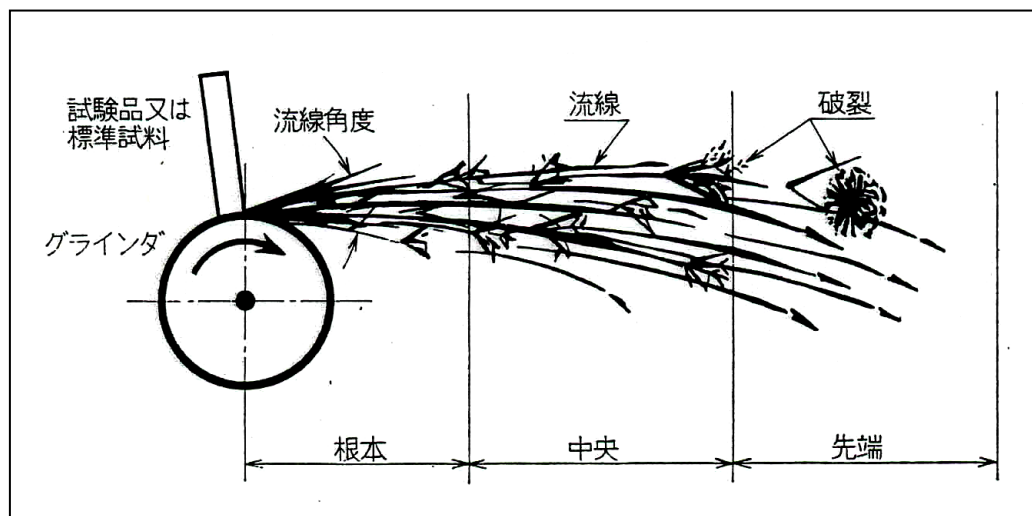 試験品又は
標準試料
流線角度
流線
破裂
グラインダ
根本
中央
先端